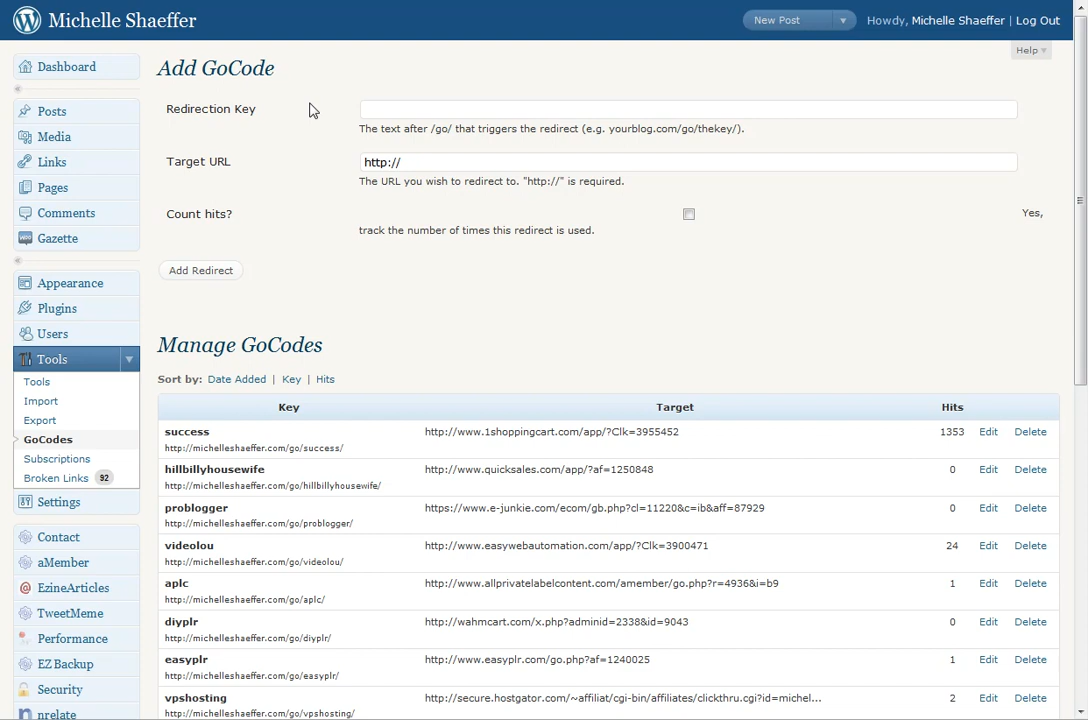 Michelle Shaeffer
New Post
Howdy, Michelle Shaeffer | Log Out
Help
Dashboard
Posts
Media
Links
Pages
Comments
Gazette
Appearance
Plugins
Users
Tools
Tools
Import
Export
GoCodes
Subscriptions
Broken Links 92
Settings
Contact
aMember
EzineArticles
TweetMeme
Performance
EZ Backup
Security
nrelate
Add GoCode
Redirection Key
The text after /go/ that triggers the redirect (e.g. yourblog.com/go/thekey/).
Target URL http://
The URL you wish to redirect to. "http://" is required.
Count hits? Yes,
track the number of times this redirect is used.
Add Redirect
Manage GoCodes
Sort by: Date Added | Key | Hits
Key Target Hits
success http://www.1shoppingcart.com/app/?Clk=3955452 1353 Edit Delete
http://michelleshaeffer.com/go/success/
hillbillyhousewife http://www.quicksales.com/app/?af=1250848 0 Edit Delete
http://michelleshaeffer.com/go/hillbillyhousewife/
problogger https://www.e-junkie.com/ecom/gb.php?cl=11220&c=ib&aff=87929 0 Edit Delete
http://michelleshaeffer.com/go/problogger/
videolou http://www.easywebautomation.com/app/?Clk=3900471 24 Edit Delete
http://michelleshaeffer.com/go/videolou/
aplc http://www.allprivatelabelcontent.com/amember/go.php?r=4936&i=b9 1 Edit Delete
http://michelleshaeffer.com/go/aplc/
diyplr http://wahmcart.com/x.php?adminid=2338&id=9043 0 Edit Delete
http://michelleshaeffer.com/go/diyplr/
easyplr http://www.easyplr.com/go.php?af=1240025 1 Edit Delete
http://michelleshaeffer.com/go/easyplr/
vpshosting http://secure.hostgator.com/~affiliat/cgi-bin/affiliates/clickthru.cgi?id=michel... 2 Edit Delete
http://michelleshaeffer.com/go/vpshosting/